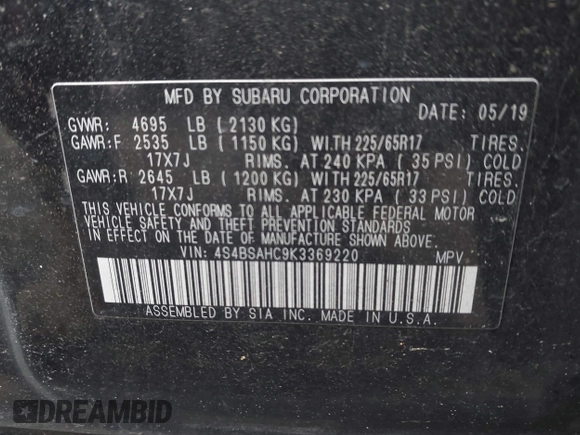 MFD BY SUBARU CORPORATION
DATE: 05/19
GVWR: 4695 LB (2130 KG)
GAWR:F 2535 LB (1150 KG) WITH 225/65R17 TIRES.
17X7J RIMS. AT 240 KPA (35 PSI) COLD
GAWR:R 2645 LB (1200 KG) WITH 225/65R17 TIRES.
17X7J RIMS. AT 230 KPA (33 PSI) COLD
THIS VEHICLE CONFORMS TO ALL APPLICABLE FEDERAL MOTOR
VEHICLE SAFETY AND THEFT PREVENTION STANDARDS
IN EFFECT ON DATE OF MANUFACTURE SHOWN ABOVE.
VIN: 4S4BSAHC9K3369220 MPV
ASSEMBLED BY SIA INC. MADE IN U.S.A.
DREAMBID